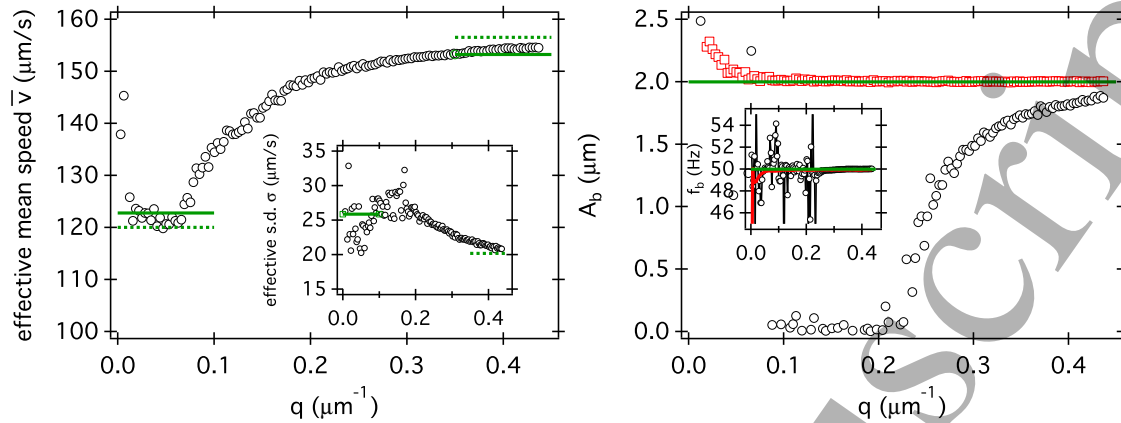 160
150
140
130
120
110
100
effective mean speed v̅ (μm/s)
0.0 0.1 0.2 0.3 0.4
q (μm⁻¹)
35
30
25
20
15
effective s.d. σ (μm/s)
0.0 0.2 0.4
2.5
2.0
1.5
1.0
0.5
0.0
A_b (μm)
0.0 0.1 0.2 0.3 0.4
q (μm⁻¹)
54
52
50
48
46
f_b (Hz)
0.0 0.2 0.4
scrip